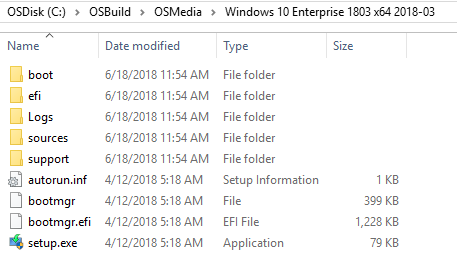 OSDisk (C:) > OSBuild > OSMedia > Windows 10 Enterprise 1803 x64 2018-03
Name Date modified Type Size
boot 6/18/2018 11:54 AM File folder
efi 6/18/2018 11:54 AM File folder
Logs 6/18/2018 11:54 AM File folder
sources 6/18/2018 11:54 AM File folder
support 6/18/2018 11:54 AM File folder
autorun.inf 4/12/2018 5:18 AM Setup Information 1 KB
bootmgr 4/12/2018 5:18 AM File 399 KB
bootmgr.efi 4/12/2018 5:18 AM EFI File 1,228 KB
setup.exe 4/12/2018 5:18 AM Application 79 KB